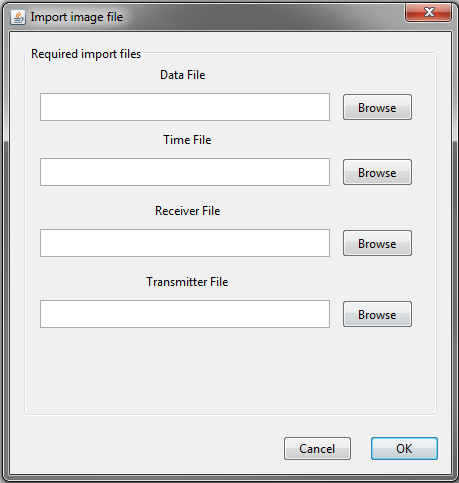 Import image file
Required import files
Data File
Browse
Time File
Browse
Receiver File
Browse
Transmitter File
Browse
Cancel OK